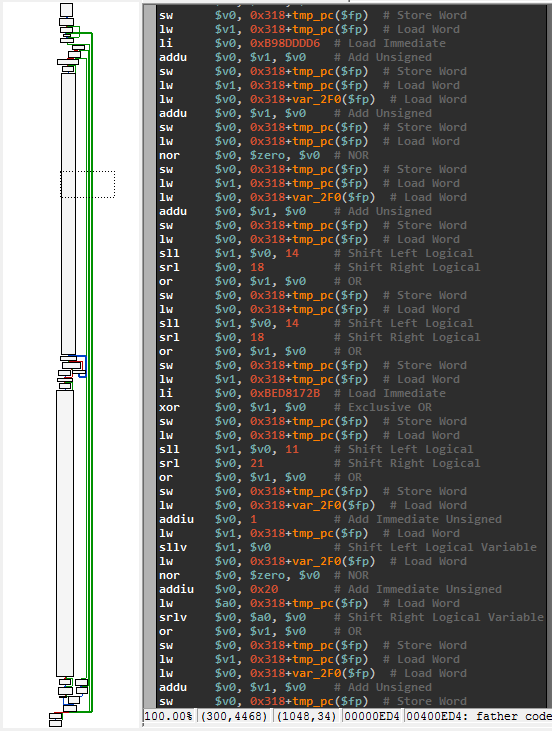 sw $v0, 0x318+tmp_pc($fp) # Store Word
lw $v1, 0x318+tmp_pc($fp) # Load Word
li $v0, 0xB98DDDD6 # Load Immediate
addu $v0, $v1, $v0 # Add Unsigned
sw $v0, 0x318+tmp_pc($fp) # Store Word
lw $v1, 0x318+tmp_pc($fp) # Load Word
lw $v0, 0x318+var_2F0($fp) # Load Word
addu $v0, $v1, $v0 # Add Unsigned
sw $v0, 0x318+tmp_pc($fp) # Store Word
lw $v0, 0x318+tmp_pc($fp) # Load Word
nor $v0, $zero, $v0 # NOR
sw $v0, 0x318+tmp_pc($fp) # Store Word
lw $v1, 0x318+tmp_pc($fp) # Load Word
lw $v0, 0x318+var_2F0($fp) # Load Word
addu $v0, $v1, $v0 # Add Unsigned
sw $v0, 0x318+tmp_pc($fp) # Store Word
lw $v0, 0x318+tmp_pc($fp) # Load Word
sll $v1, $v0, 14 # Shift Left Logical
srl $v0, 18 # Shift Right Logical
or $v0, $v1, $v0 # OR
sw $v0, 0x318+tmp_pc($fp) # Store Word
lw $v0, 0x318+tmp_pc($fp) # Load Word
sll $v1, $v0, 14 # Shift Left Logical
srl $v0, 18 # Shift Right Logical
or $v0, $v1, $v0 # OR
sw $v0, 0x318+tmp_pc($fp) # Store Word
lw $v1, 0x318+tmp_pc($fp) # Load Word
li $v0, 0xBED8172B # Load Immediate
xor $v0, $v1, $v0 # Exclusive OR
sw $v0, 0x318+tmp_pc($fp) # Store Word
lw $v0, 0x318+tmp_pc($fp) # Load Word
sll $v1, $v0, 11 # Shift Left Logical
srl $v0, 21 # Shift Right Logical
or $v0, $v1, $v0 # OR
sw $v0, 0x318+tmp_pc($fp) # Store Word
lw $v0, 0x318+var_2F0($fp) # Load Word
addiu $v0, 1 # Add Immediate Unsigned
lw $v1, 0x318+tmp_pc($fp) # Load Word
sllv $v1, $v0 # Shift Left Logical Variable
lw $v0, 0x318+var_2F0($fp) # Load Word
nor $v0, $zero, $v0 # NOR
addiu $v0, 0x20 # Add Immediate Unsigned
lw $a0, 0x318+tmp_pc($fp) # Load Word
srlv $v0, $a0, $v0 # Shift Right Logical Variable
or $v0, $v1 # OR
sw $v0, 0x318+tmp_pc($fp) # Store Word
lw $v1, 0x318+tmp_pc($fp) # Load Word
lw $v0, 0x318+var_2F0($fp) # Load Word
addu $v0, $v1, $v0 # Add Unsigned
sw $v0, 0x318+tmp_pc($fp) # Store Word
100.00% (300,4468) (1048,34) 00000ED4 00400ED4: father code